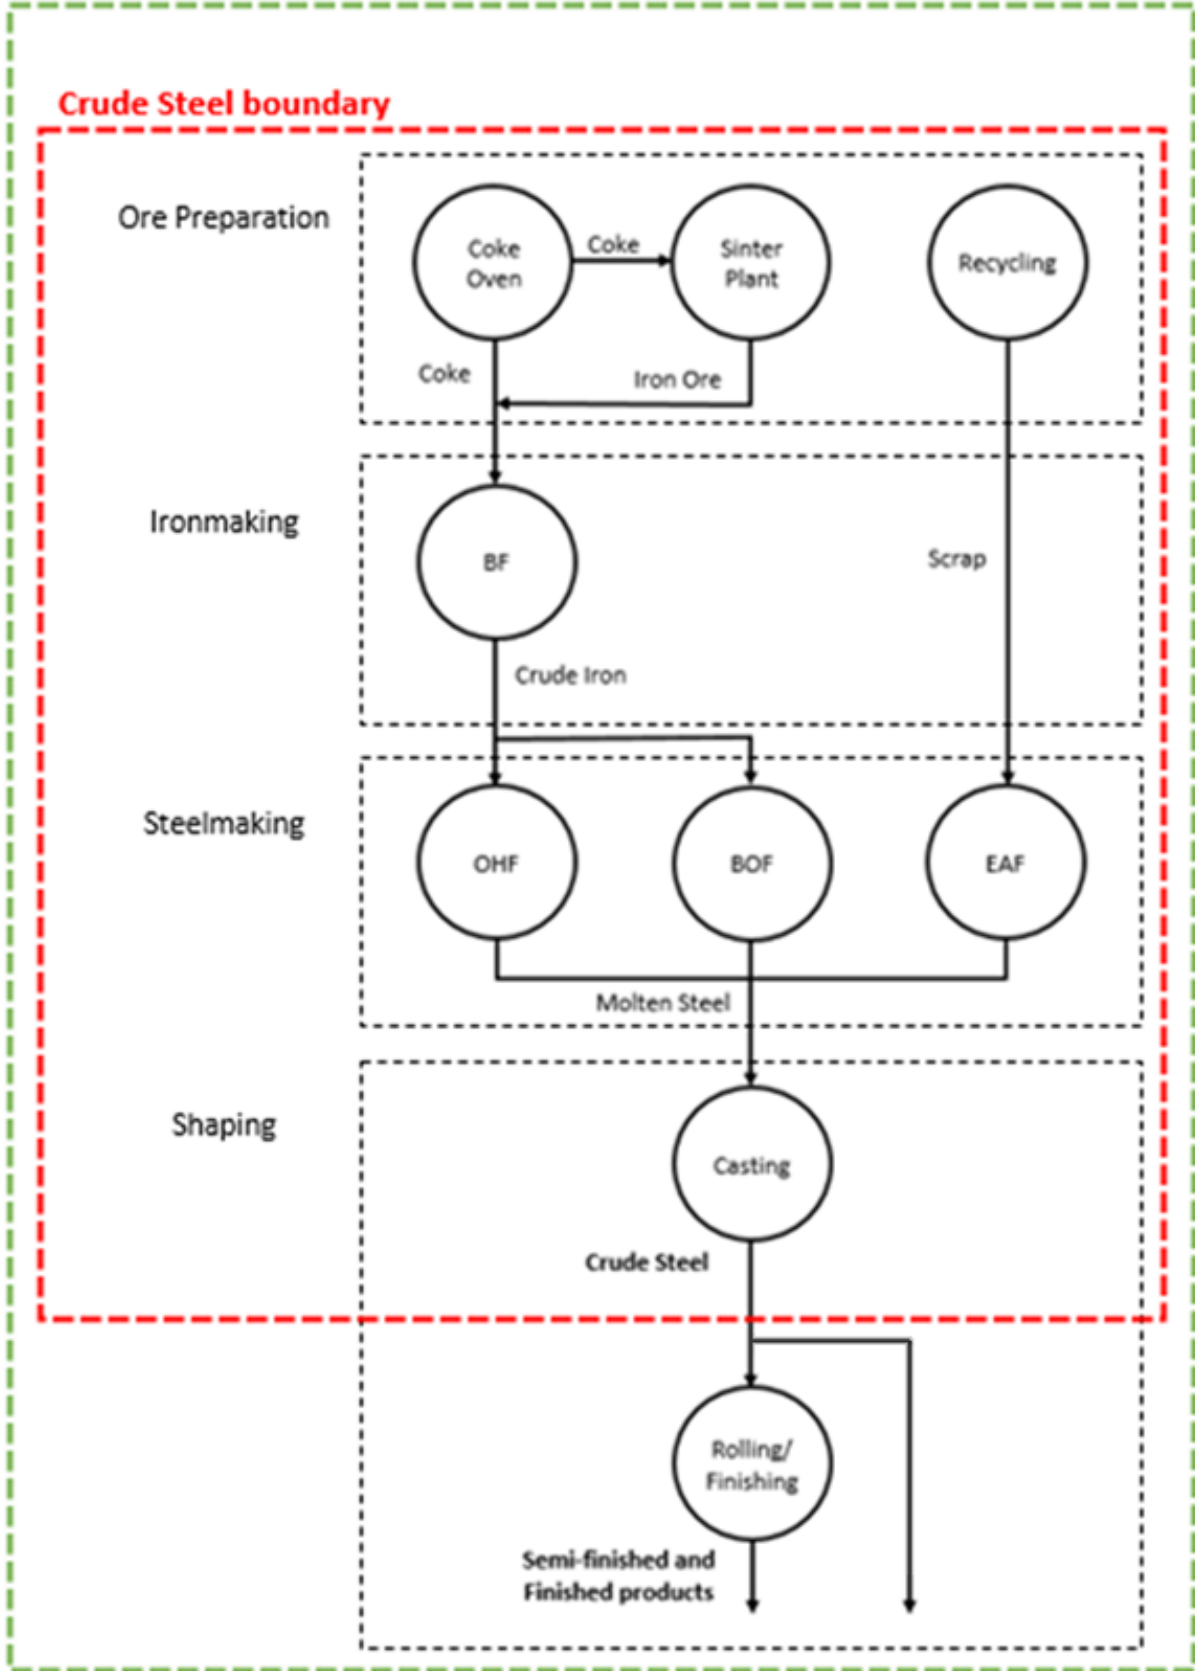 Crude Steel boundary
Ore Preparation
Coke
Oven
Coke
Sinter
Plant
Recycling
Coke
Iron Ore
Ironmaking
BF
Scrap
Crude Iron
Steelmaking
OHF
BOF
EAF
Molten Steel
Shaping
Casting
Crude Steel
Rolling/
Finishing
Semi-finished and
Finished products